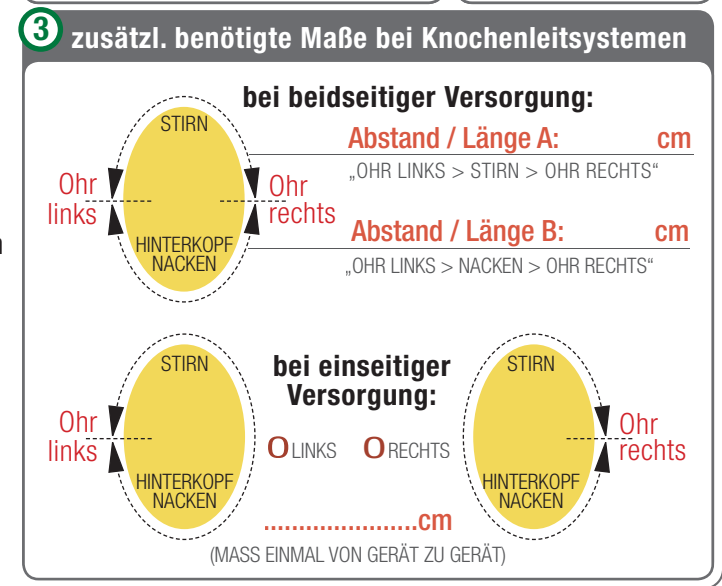 3 zusätzl. benötigte Maße bei Knochenleitsystemen
bei beidseitiger Versorgung:
STIRN
Abstand / Länge A: cm
„OHR LINKS > STIRN > OHR RECHTS“
Ohr
links
Ohr
rechts
HINTERKOPF
NACKEN
Abstand / Länge B: cm
„OHR LINKS > NACKEN > OHR RECHTS“
STIRN
bei einseitiger
Versorgung:
STIRN
Ohr
links
O LINKS O RECHTS
Ohr
rechts
HINTERKOPF
NACKEN
HINTERKOPF
NACKEN
......................cm
(MASS EINMAL VON GERÄT ZU GERÄT)